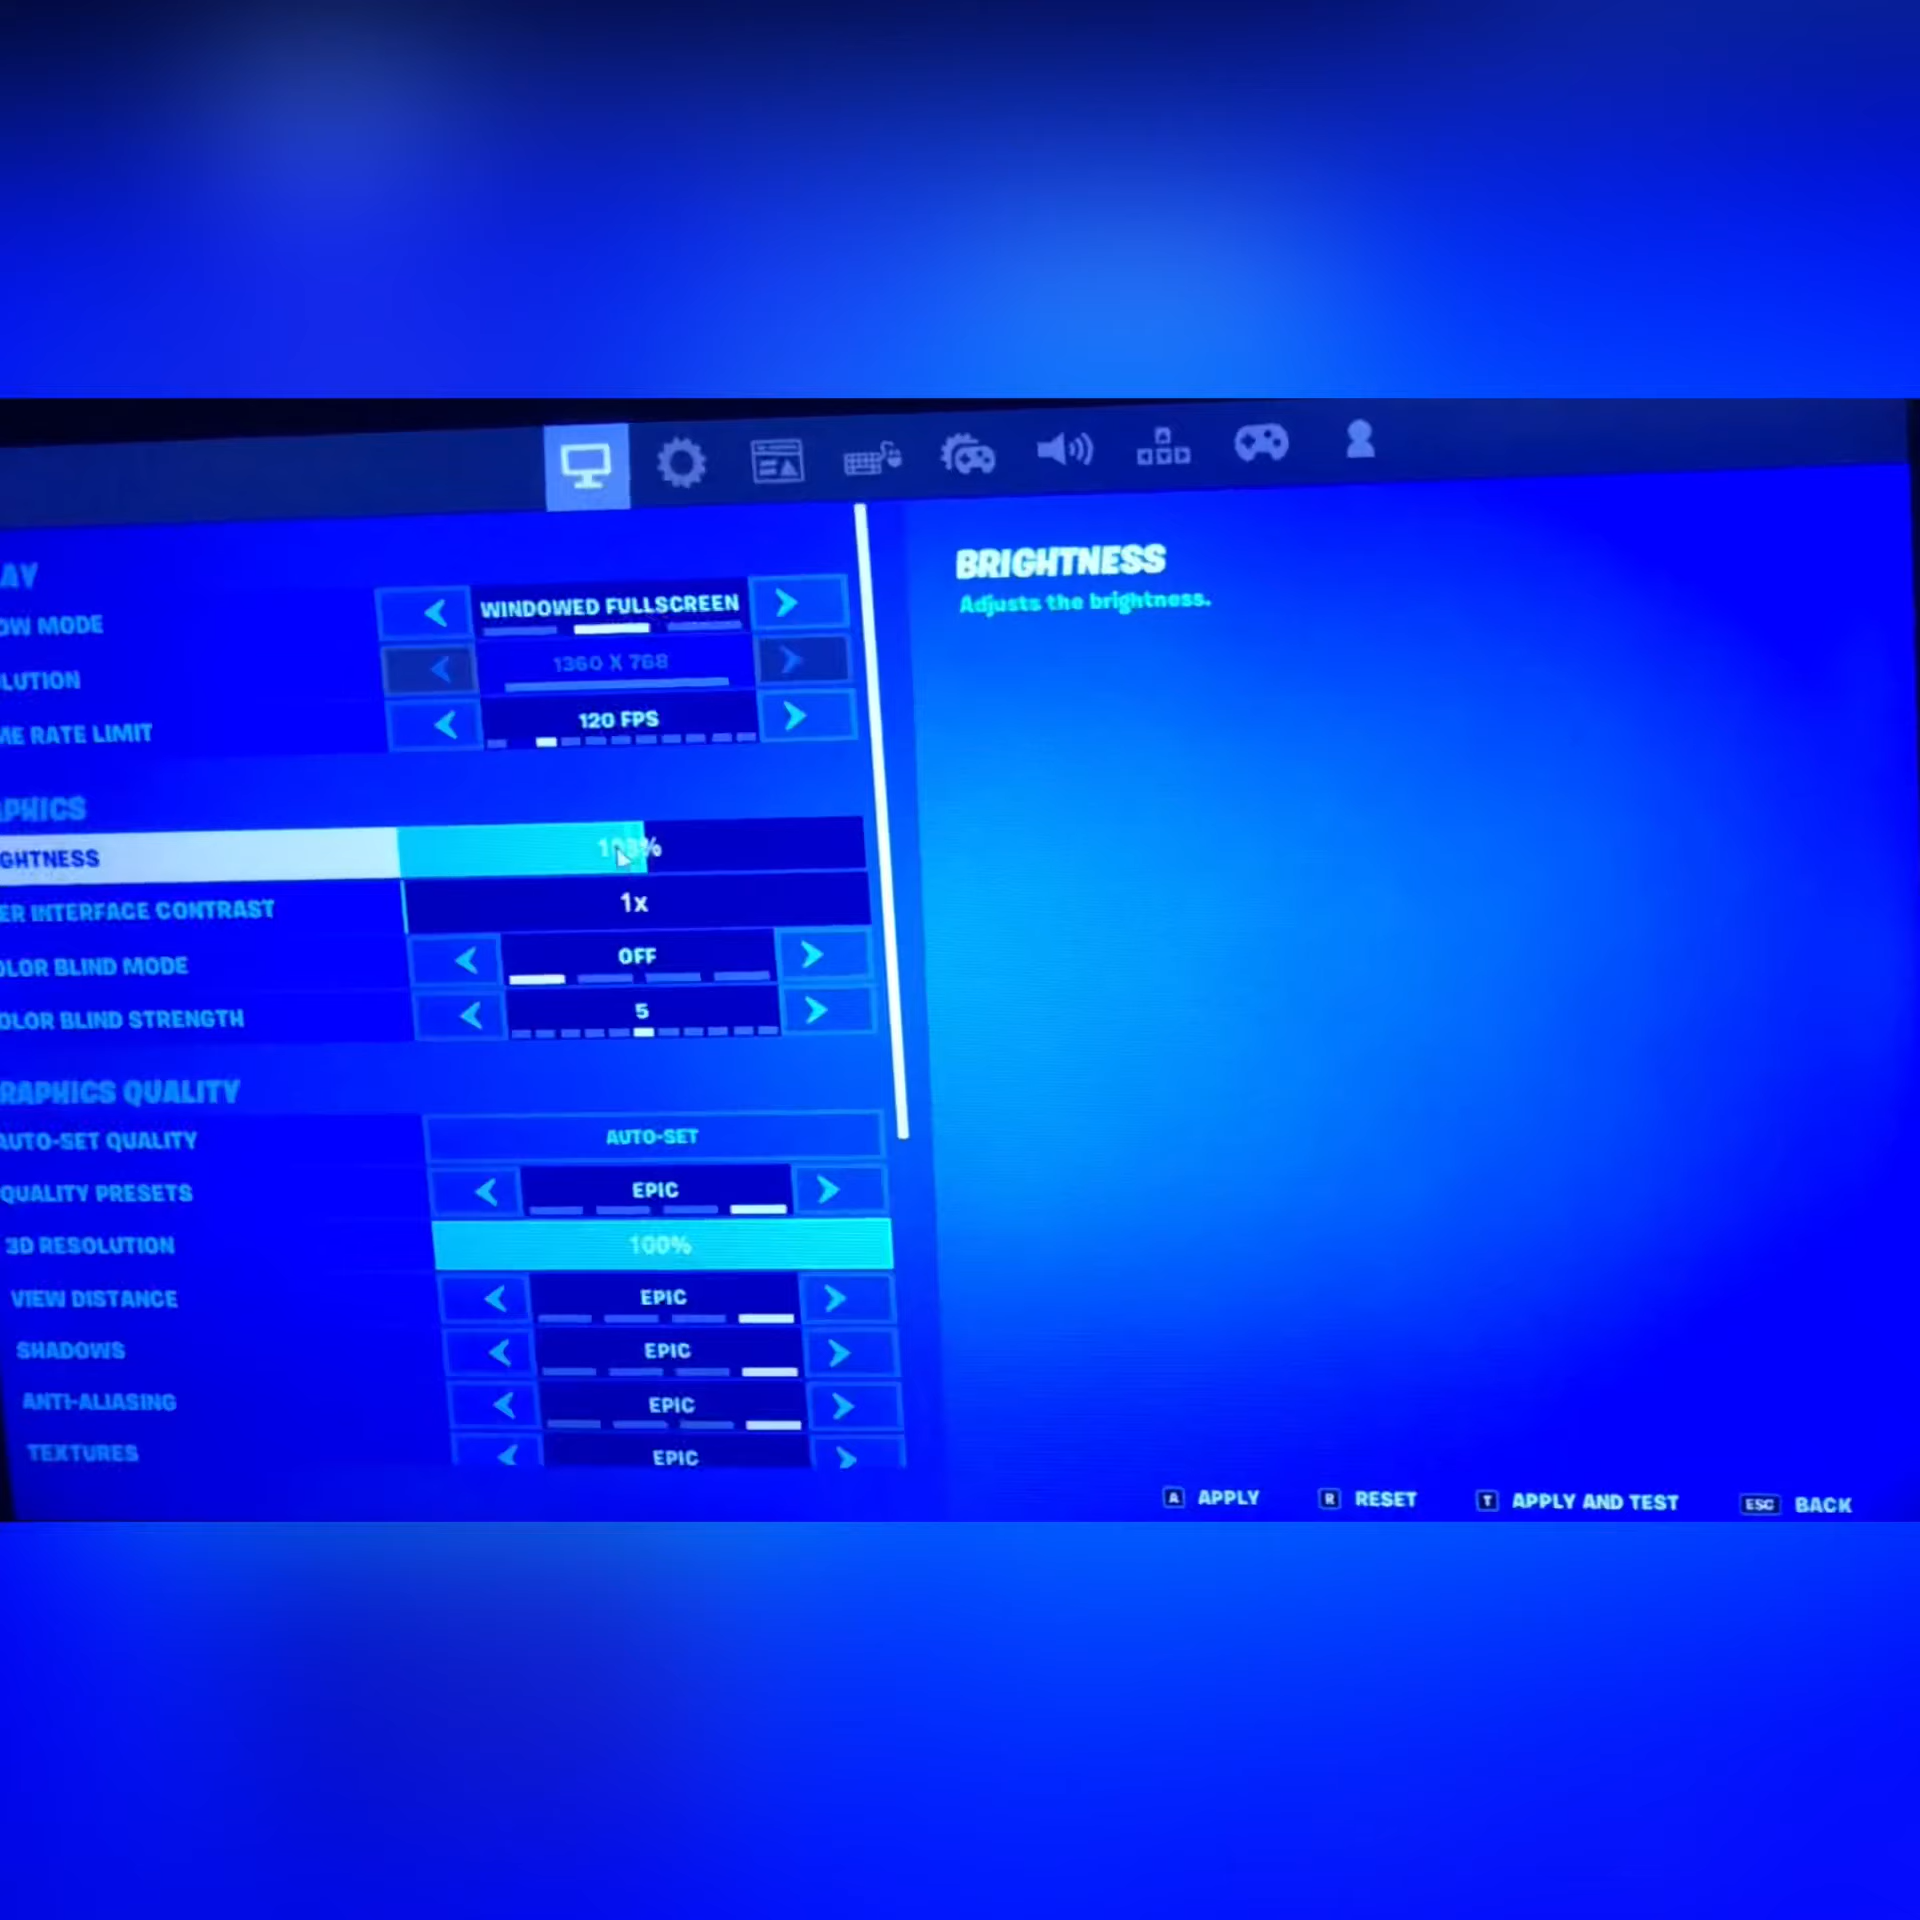 AY
OW MODE
WINDOWED FULLSCREEN
LUTION
1360 X 768
ME RATE LIMIT
120 FPS
APHICS
GHTNESS
ER INTERFACE CONTRAST
1x
OLOR BLIND MODE
OFF
OLOR BLIND STRENGTH
5
RAPHICS QUALITY
AUTO-SET QUALITY
AUTO-SET
QUALITY PRESETS
EPIC
3D RESOLUTION
100%
VIEW DISTANCE
EPIC
SHADOWS
EPIC
ANTI-ALIASING
EPIC
TEXTURES
EPIC
BRIGHTNESS
Adjusts the brightness.
A APPLY
R RESET
T APPLY AND TEST
ESC BACK